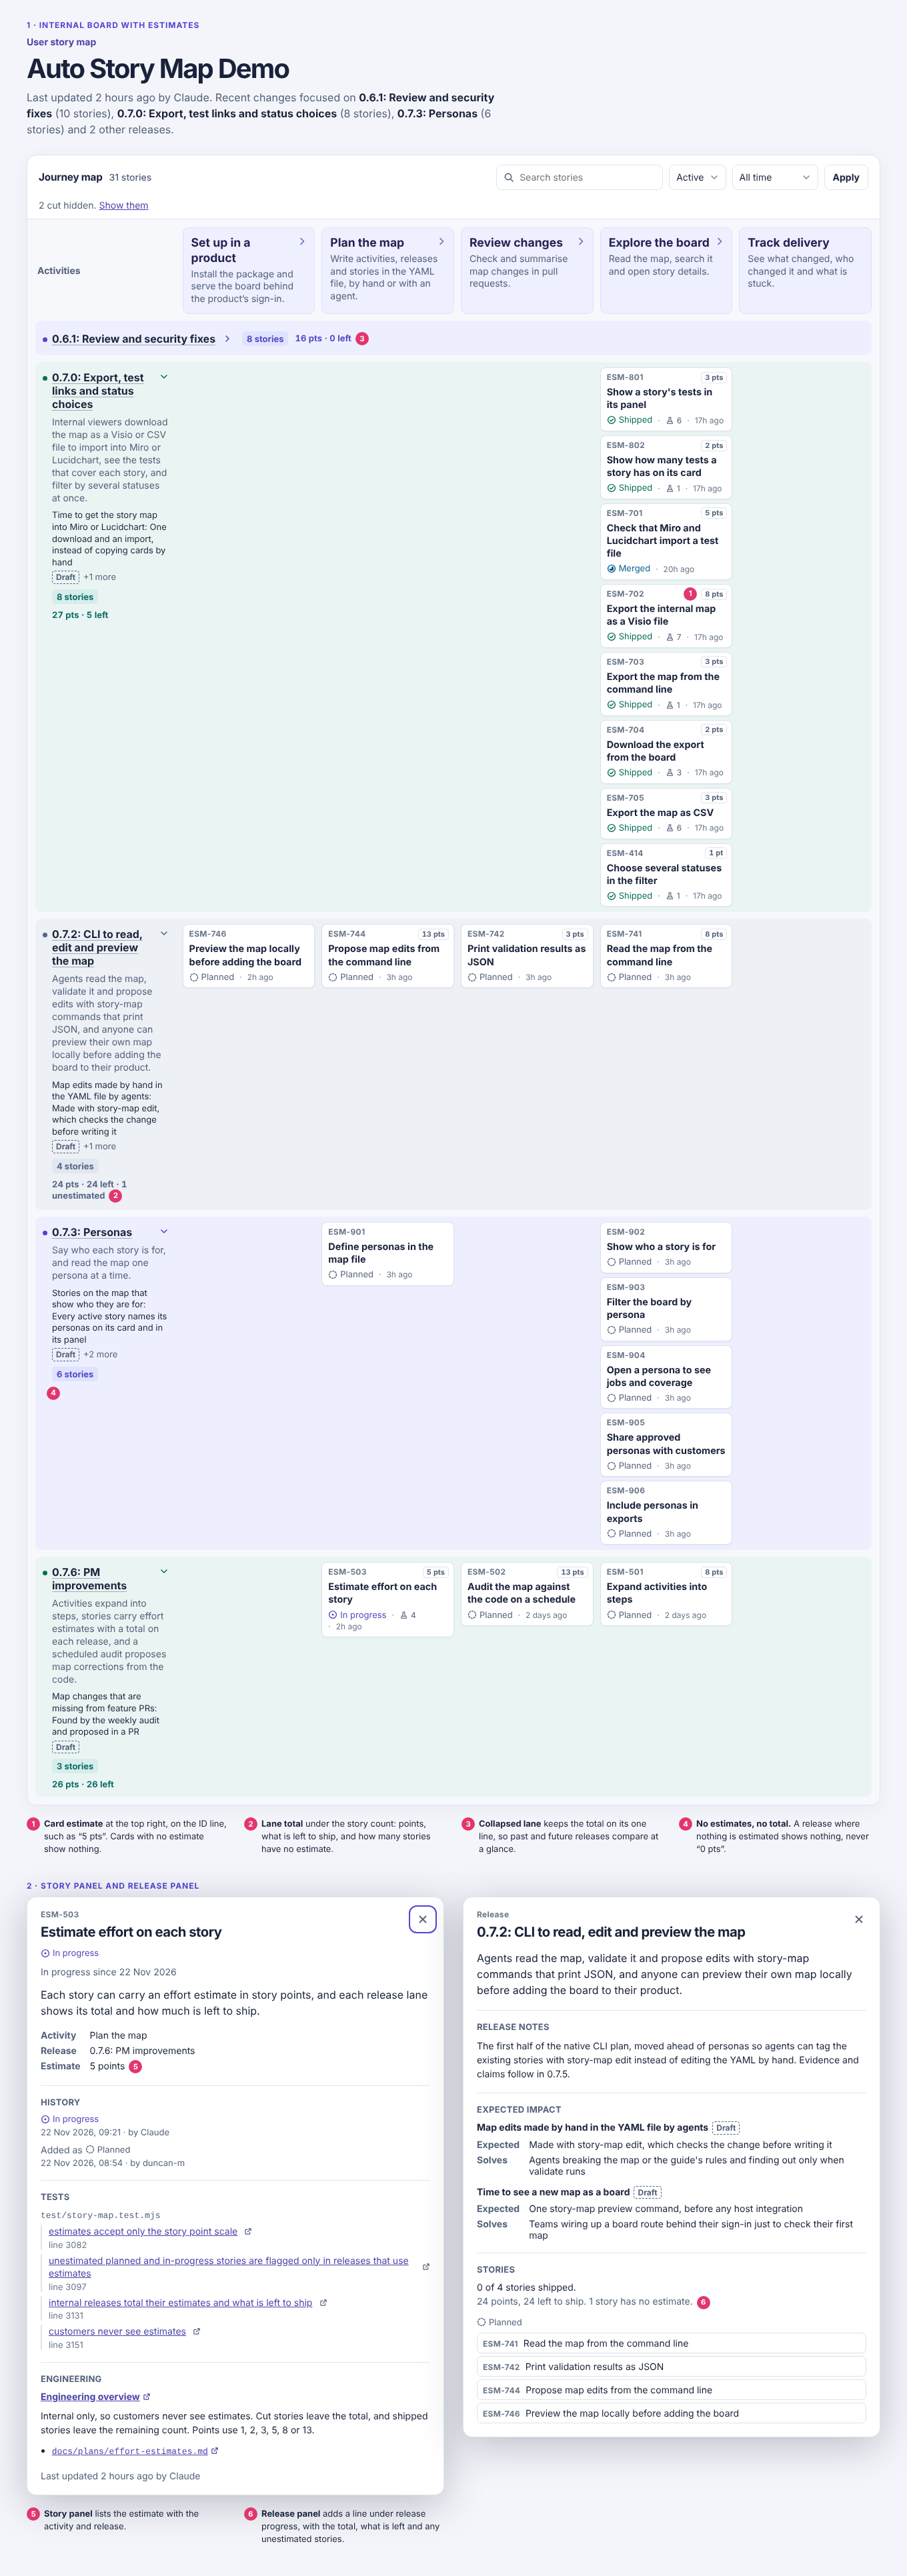 1 · INTERNAL BOARD WITH ESTIMATES
User story map
Auto Story Map Demo
Last updated 2 hours ago by Claude. Recent changes focused on 0.6.1: Review and security
fixes (10 stories), 0.7.0: Export, test links and status choices (8 stories), 0.7.3: Personas (6
stories) and 2 other releases.
Journey map 31 stories
Search stories
Active
All time
Apply
2 cut hidden. Show them
Activities
Set up in a
product
Install the package and
serve the board behind
the product's sign-in.
Plan the map
Write activities, releases
and stories in the YAML
file, by hand or with an
agent.
Review changes
Check and summarise
map changes in pull
requests.
Explore the board
Read the map, search it
and open story details.
Track delivery
See what changed, who
changed it and what is
stuck.
0.6.1: Review and security fixes
8 stories
16 pts · 0 left 3
0.7.0: Export, test
links and status
choices
Internal viewers download
the map as a Visio or CSV
file to import into Miro or
Lucidchart, see the tests
that cover each story, and
filter by several statuses
at once.
Time to get the story map
into Miro or Lucidchart: One
download and an import,
instead of copying cards by
hand
Draft +1 more
8 stories
27 pts · 5 left
ESM-801 3 pts
Show a story's tests in
its panel
Shipped · 6 · 17h ago
ESM-802 2 pts
Show how many tests a
story has on its card
Shipped · 1 · 17h ago
ESM-701 5 pts
Check that Miro and
Lucidchart import a test
file
Merged · 20h ago
ESM-702 1 8 pts
Export the internal map
as a Visio file
Shipped · 7 · 17h ago
ESM-703 3 pts
Export the map from the
command line
Shipped · 1 · 17h ago
ESM-704 2 pts
Download the export
from the board
Shipped · 3 · 17h ago
ESM-705 3 pts
Export the map as CSV
Shipped · 6 · 17h ago
ESM-414 1 pt
Choose several statuses
in the filter
Shipped · 1 · 17h ago
0.7.2: CLI to read,
edit and preview
the map
Agents read the map,
validate it and propose
edits with story-map
commands that print
JSON, and anyone can
preview their own map
locally before adding the
board to their product.
Map edits made by hand in
the YAML file by agents:
Made with story-map edit,
which checks the change
before writing it
Draft +1 more
4 stories
24 pts · 24 left · 1
unestimated 2
ESM-746
Preview the map locally
before adding the board
Planned · 2h ago
ESM-744 13 pts
Propose map edits from
the command line
Planned · 3h ago
ESM-742 3 pts
Print validation results as
JSON
Planned · 3h ago
ESM-741 8 pts
Read the map from the
command line
Planned · 3h ago
0.7.3: Personas
Say who each story is for,
and read the map one
persona at a time.
Stories on the map that
show who they are for:
Every active story names its
personas on its card and in
its panel
Draft +2 more
6 stories
4
ESM-901
Define personas in the
map file
Planned · 3h ago
ESM-902
Show who a story is for
Planned · 3h ago
ESM-903
Filter the board by
persona
Planned · 3h ago
ESM-904
Open a persona to see
jobs and coverage
Planned · 3h ago
ESM-905
Share approved
personas with customers
Planned · 3h ago
ESM-906
Include personas in
exports
Planned · 3h ago
0.7.6: PM
improvements
Activities expand into
steps, stories carry effort
estimates with a total on
each release, and a
scheduled audit proposes
map corrections from the
code.
Map changes that are
missing from feature PRs:
Found by the weekly audit
and proposed in a PR
Draft
3 stories
26 pts · 26 left
ESM-503 5 pts
Estimate effort on each
story
In progress · 4
· 2h ago
ESM-502 13 pts
Audit the map against
the code on a schedule
Planned · 2 days ago
ESM-501 8 pts
Expand activities into
steps
Planned · 2 days ago
1 Card estimate at the top right, on the ID line,
such as "5 pts". Cards with no estimate
show nothing.
2 Lane total under the story count: points,
what is left to ship, and how many stories
have no estimate.
3 Collapsed lane keeps the total on its one
line, so past and future releases compare at
a glance.
4 No estimates, no total. A release where
nothing is estimated shows nothing, never
"0 pts".
2 · STORY PANEL AND RELEASE PANEL
ESM-503
Estimate effort on each story
In progress
In progress since 22 Nov 2026
Each story can carry an effort estimate in story points, and each release lane
shows its total and how much is left to ship.
Activity Plan the map
Release 0.7.6: PM improvements
Estimate 5 points 5
HISTORY
In progress
22 Nov 2026, 09:21 · by Claude
Added as Planned
22 Nov 2026, 08:54 · by duncan-m
TESTS
test/story-map.test.mjs
estimates accept only the story point scale
line 3082
unestimated planned and in-progress stories are flagged only in releases that use
estimates
line 3097
internal releases total their estimates and what is left to ship
line 3131
customers never see estimates
line 3151
ENGINEERING
Engineering overview
Internal only, so customers never see estimates. Cut stories leave the total, and shipped
stories leave the remaining count. Points use 1, 2, 3, 5, 8 or 13.
• docs/plans/effort-estimates.md
Last updated 2 hours ago by Claude
Release
0.7.2: CLI to read, edit and preview the map
Agents read the map, validate it and propose edits with story-map
commands that print JSON, and anyone can preview their own map locally
before adding the board to their product.
RELEASE NOTES
The first half of the native CLI plan, moved ahead of personas so agents can tag the
existing stories with story-map edit instead of editing the YAML by hand. Evidence and
claims follow in 0.7.5.
EXPECTED IMPACT
Map edits made by hand in the YAML file by agents Draft
Expected Made with story-map edit, which checks the change before writing it
Solves Agents breaking the map or the guide's rules and finding out only when
validate runs
Time to see a new map as a board Draft
Expected One story-map preview command, before any host integration
Solves Teams wiring up a board route behind their sign-in just to check their first
map
STORIES
0 of 4 stories shipped.
24 points, 24 left to ship. 1 story has no estimate. 6
Planned
ESM-741 Read the map from the command line
ESM-742 Print validation results as JSON
ESM-744 Propose map edits from the command line
ESM-746 Preview the map locally before adding the board
5 Story panel lists the estimate with the
activity and release.
6 Release panel adds a line under release
progress, with the total, what is left and any
unestimated stories.